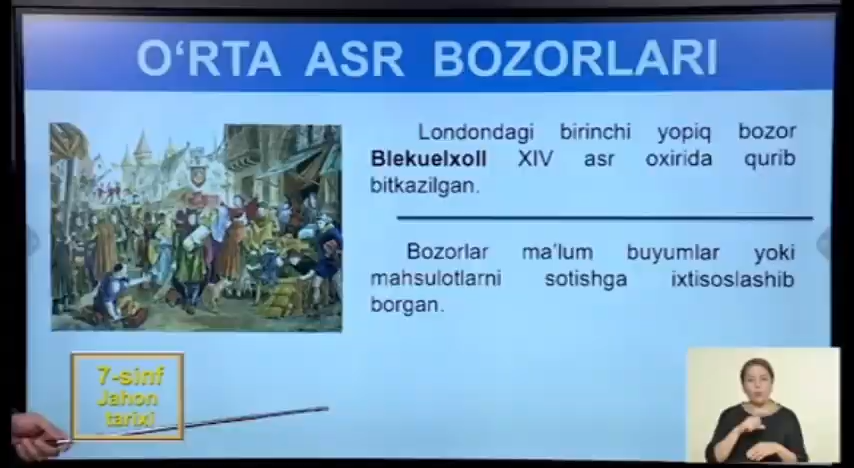 O‘RTA ASR BOZORLARI
Londondagi birinchi yopiq bozor
Blekuelxoll XIV asr oxirida qurib
bitkazilgan.
Bozorlar ma’lum buyumlar yoki
mahsulotlarni sotishga ixtisoslashib
borgan.
7-sinf
Jahon
tarixi